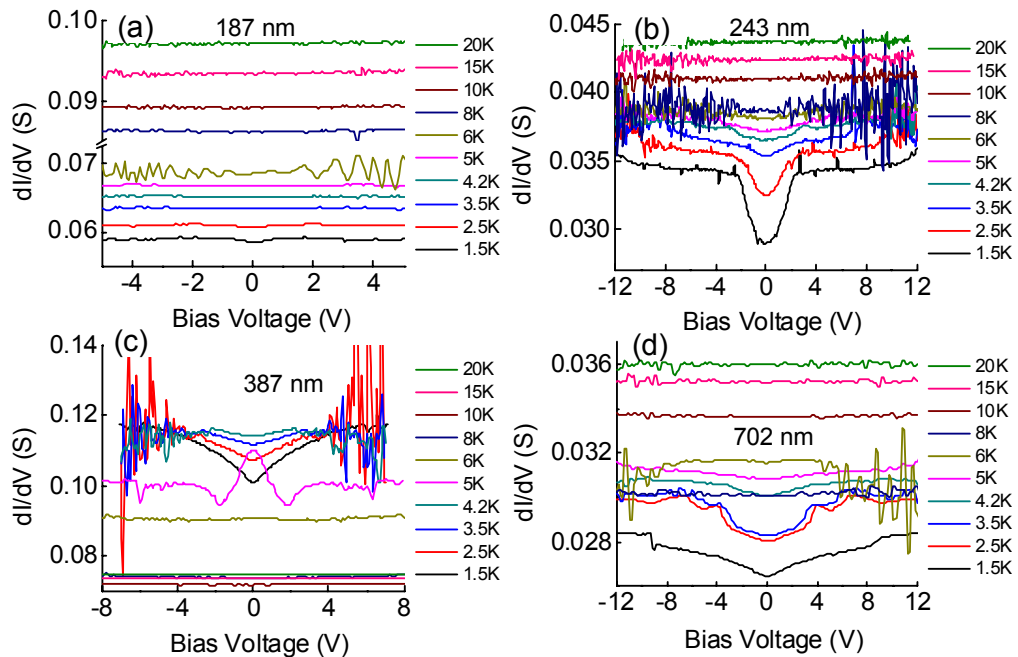 (a) 187 nm
dI/dV (S)
0.10
0.09
0.07
0.06
-4 -2 0 2 4
Bias Voltage (V)
20K
15K
10K
8K
6K
5K
4.2K
3.5K
2.5K
1.5K
(b) 243 nm
dI/dV (S)
0.045
0.040
0.035
0.030
-12 -8 -4 0 4 8 12
Bias Voltage (V)
20K
15K
10K
8K
6K
5K
4.2K
3.5K
2.5K
1.5K
(c) 387 nm
dI/dV (S)
0.14
0.12
0.10
0.08
-8 -4 0 4 8
Bias Voltage (V)
20K
15K
10K
8K
6K
5K
4.2K
3.5K
2.5K
1.5K
(d) 702 nm
dI/dV (S)
0.036
0.032
0.028
-12 -8 -4 0 4 8 12
Bias Voltage (V)
20K
15K
10K
8K
6K
5K
4.2K
3.5K
2.5K
1.5K